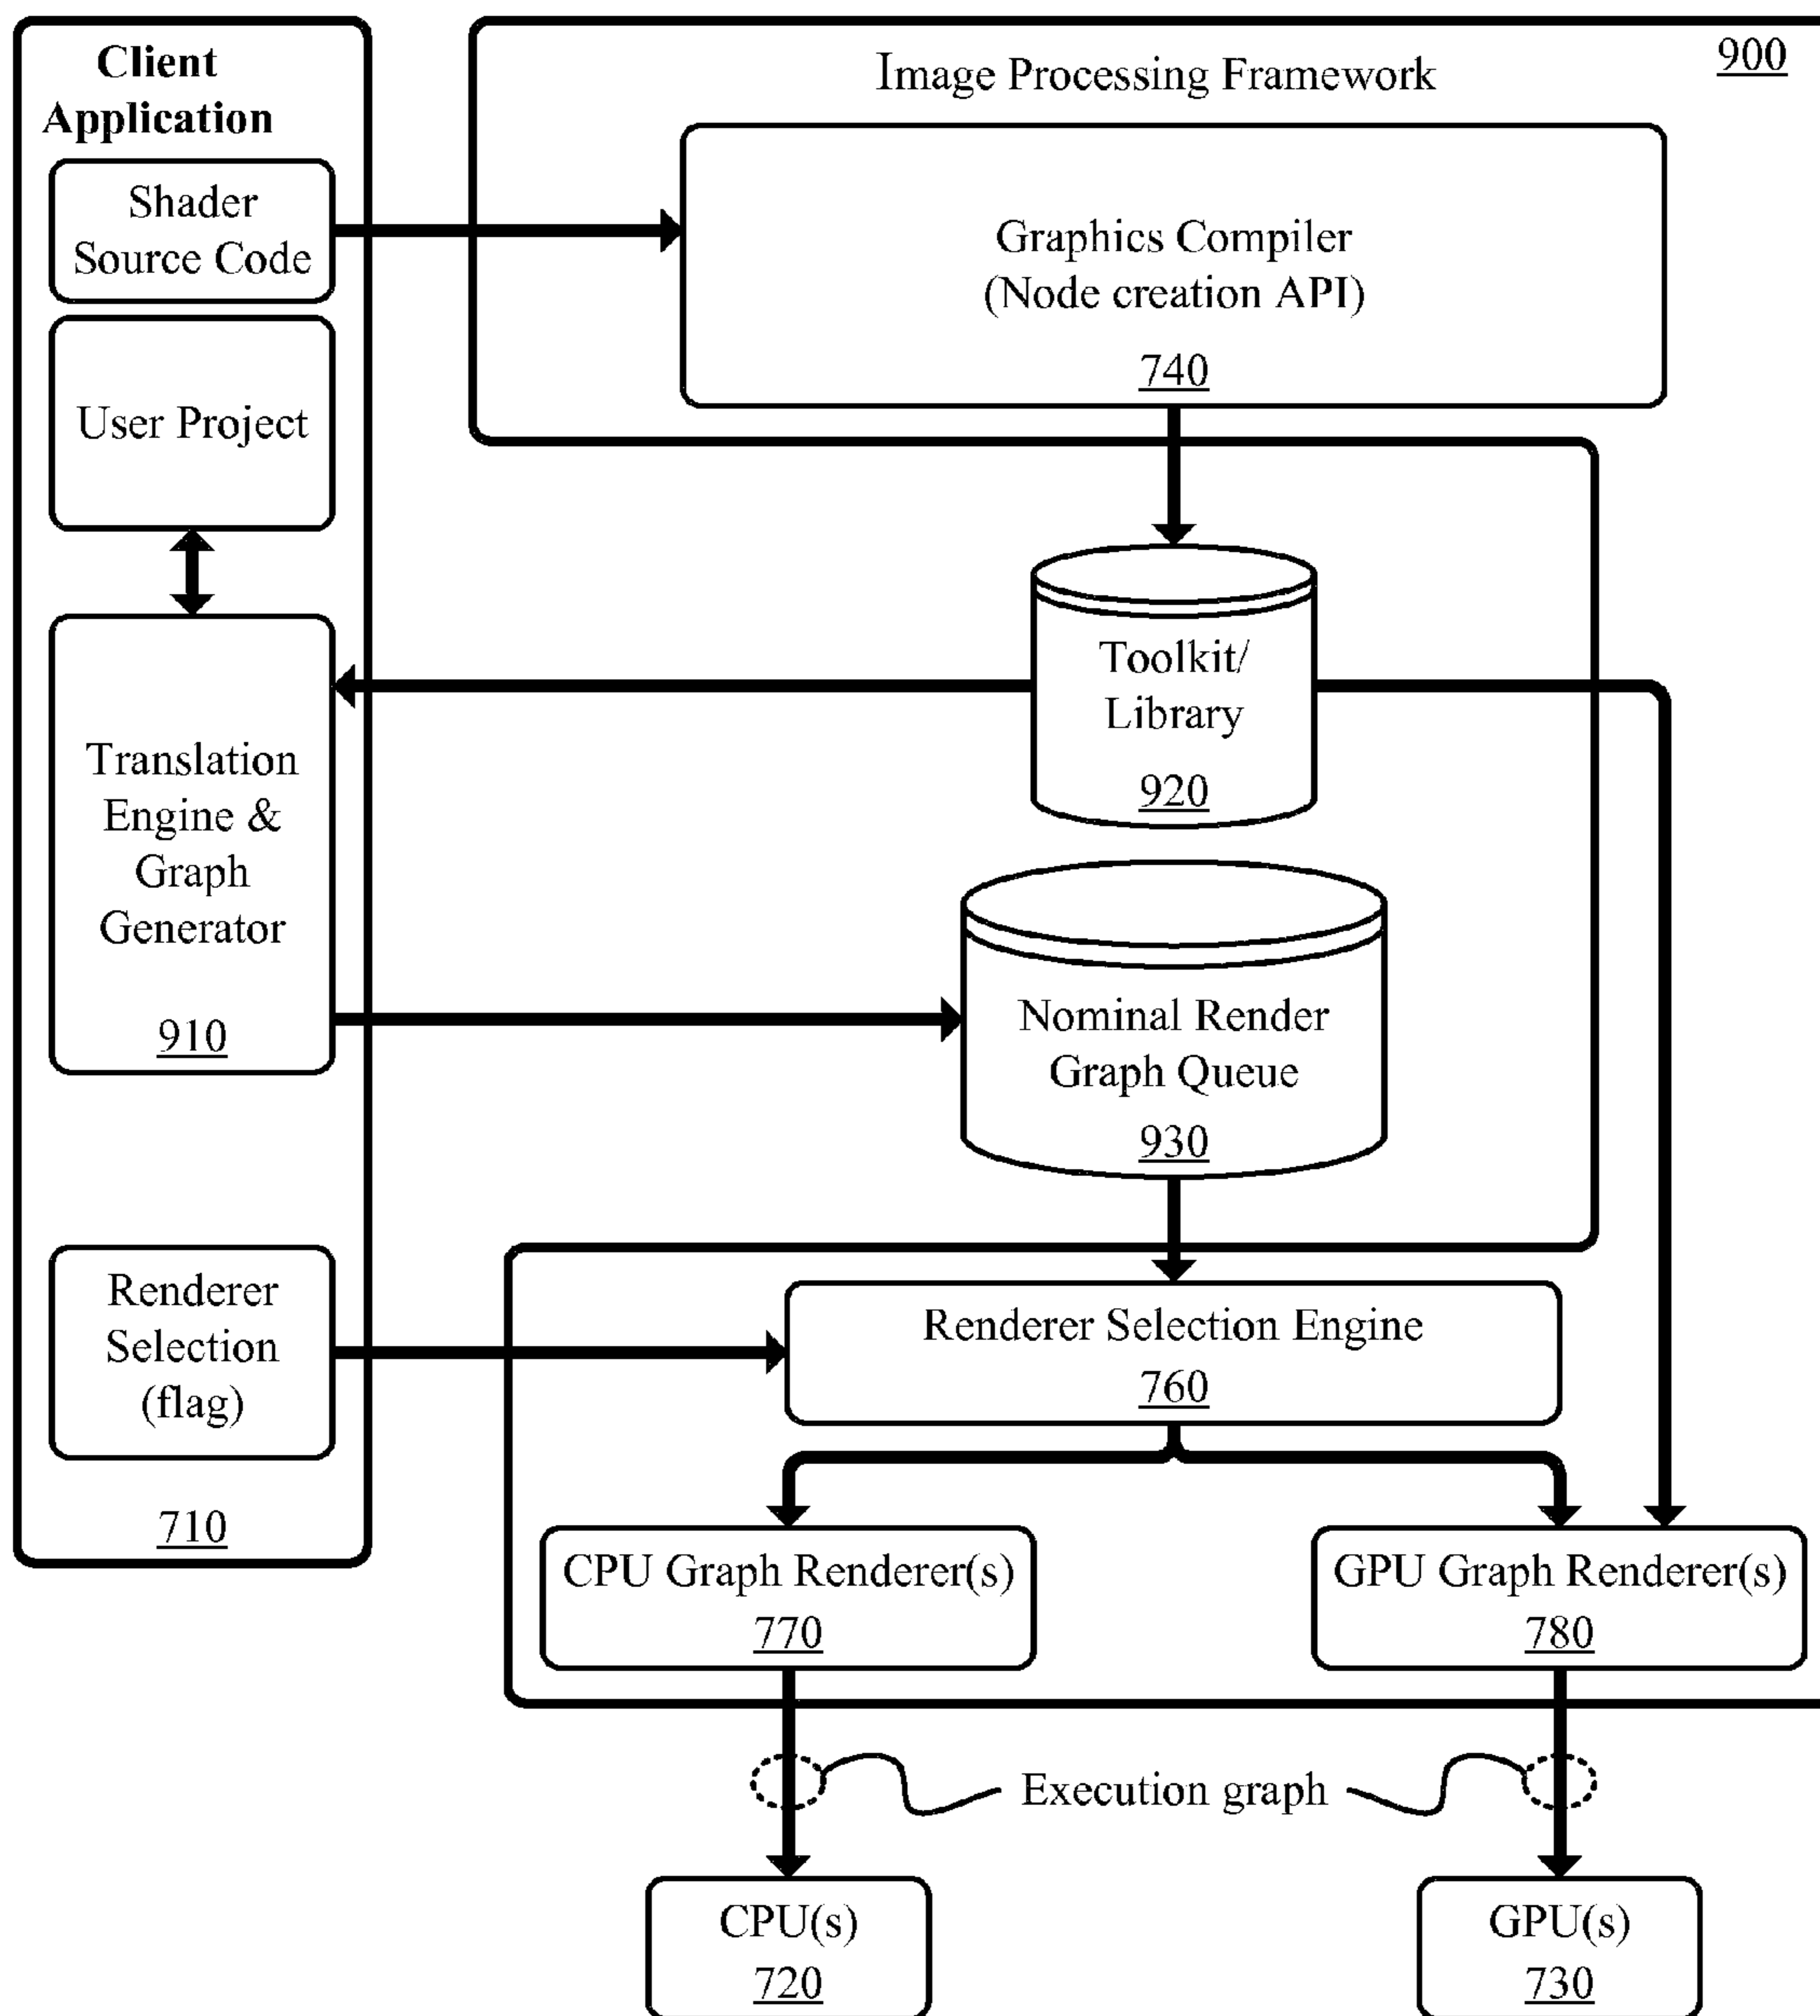 Client
Application
Shader
Source Code
User Project
Translation
Engine &
Graph
Generator
910
Renderer
Selection
(flag)
710
Image Processing Framework
900
Graphics Compiler
(Node creation API)
740
Toolkit/
Library
920
Nominal Render
Graph Queue
930
Renderer Selection Engine
760
CPU Graph Renderer(s)
770
GPU Graph Renderer(s)
780
Execution graph
CPU(s)
720
GPU(s)
730